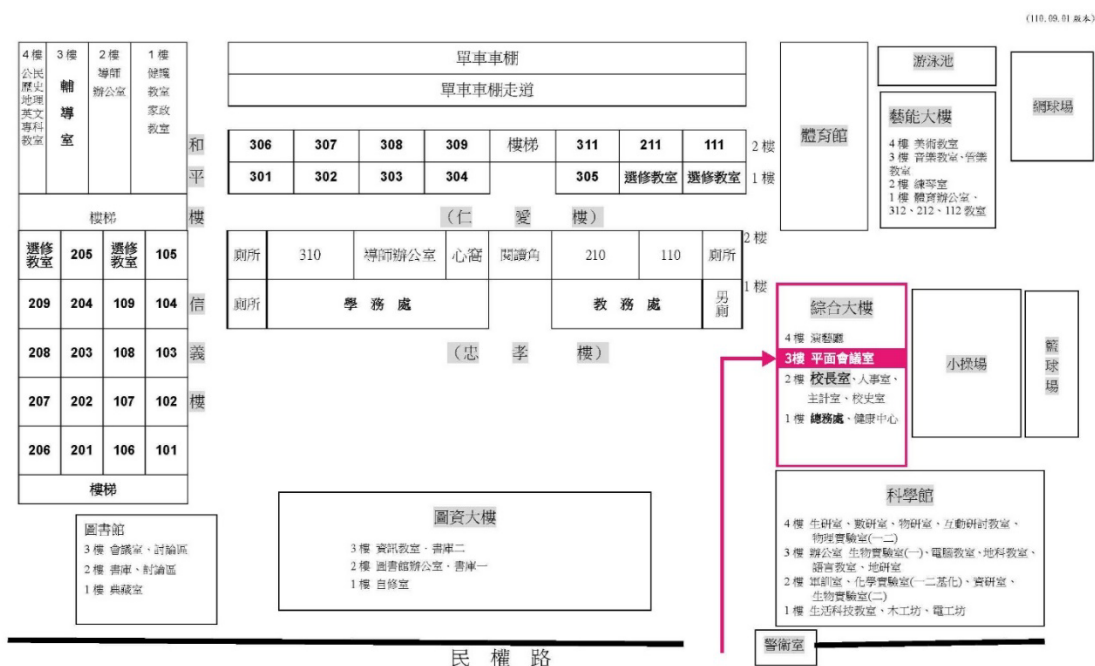 (110.09.01 版本)
4 樓
公民
歷史
地理
英文
專科
教室
3 樓
輔
導
室
2 樓
導師
辦公室
1 樓
健護
教室
家政
教室
單車車棚
單車車棚走道
和
平
樓
306 307 308 309 樓梯 311 211 111 2 樓
301 302 303 304 305 選修教室 選修教室 1 樓
(仁 愛 樓)
樓梯
選修
教室
205
選修
教室
105
209 204 109 104
208 203 108 103
207 202 107 102
206 201 106 101
樓梯
信
義
樓
廁所 310 導師辦公室 心窩 閱讀角 210 110 廁所 2 樓
廁所 學 務 處 教 務 處 男廁 1 樓
(忠 孝 樓)
體育館
游泳池
藝能大樓
4 樓 美術教室
3 樓 音樂教室、管樂
教室
2 樓 練琴室
1 樓 體育辦公室、
312、212、112 教室
網球場
綜合大樓
4 樓 演藝廳
3樓 平面會議室
2 樓 校長室、人事室、
主計室、校史室
1 樓 總務處、健康中心
小操場
籃
球
場
圖書館
3 樓 會議室、討論區
2 樓 書庫、討論區
1 樓 典藏室
圖資大樓
3 樓 資訊教室、書庫二
2 樓 圖書館辦公室、書庫一
1 樓 自修室
科學館
4 樓 生研室、數研室、物研室、互動研討教室、
物理實驗室(一二)
3 樓 辦公室 生物實驗室(一)、電腦教室、地科教室、
語言教室、地研室
2 樓 軍訓室、化學實驗室(一二基化)、資研室、
生物實驗室(二)
1 樓 生活科技教室、木工坊、電工坊
警衛室
民 權 路